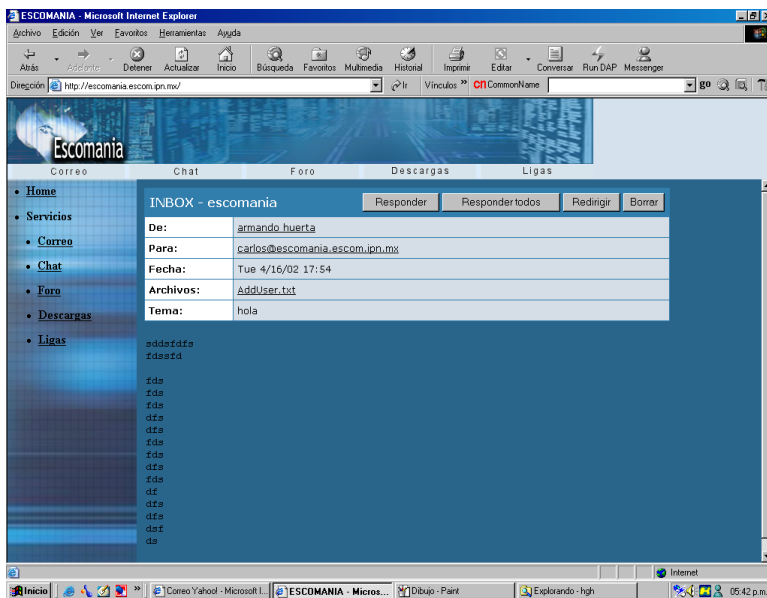 ESCOMANIA - Microsoft Internet Explorer
Archivo Edición Ver Favoritos Herramientas Ayuda
Atrás Adelante Detener Actualizar Inicio Búsqueda Favoritos Multimedia Historial Imprimir Editar Conversar Run DAP Messenger
Dirección http://escomania.escom.ipn.mx/ Ir Vínculos » Cn CommonName go
Escomania
Correo Chat Foro Descargas Ligas
Home
Servicios
Correo
Chat
Foro
Descargas
Ligas
INBOX - escomania Responder Responder todos Redirigir Borrar
De: armando huerta
Para: carlos@escomania.escom.ipn.mx
Fecha: Tue 4/16/02 17:54
Archivos: AddUser.txt
Tema: hola
sddsfdfs
fdssfd
fds
fds
fds
dfs
dfs
fds
fds
dfs
fds
df
dfs
dfs
dsf
ds
Internet
Inicio » Correo Yahoo! - Microsoft I... ESCOMANIA - Micros... Dibujo - Paint Explorando - hgh 05:42 p.m.